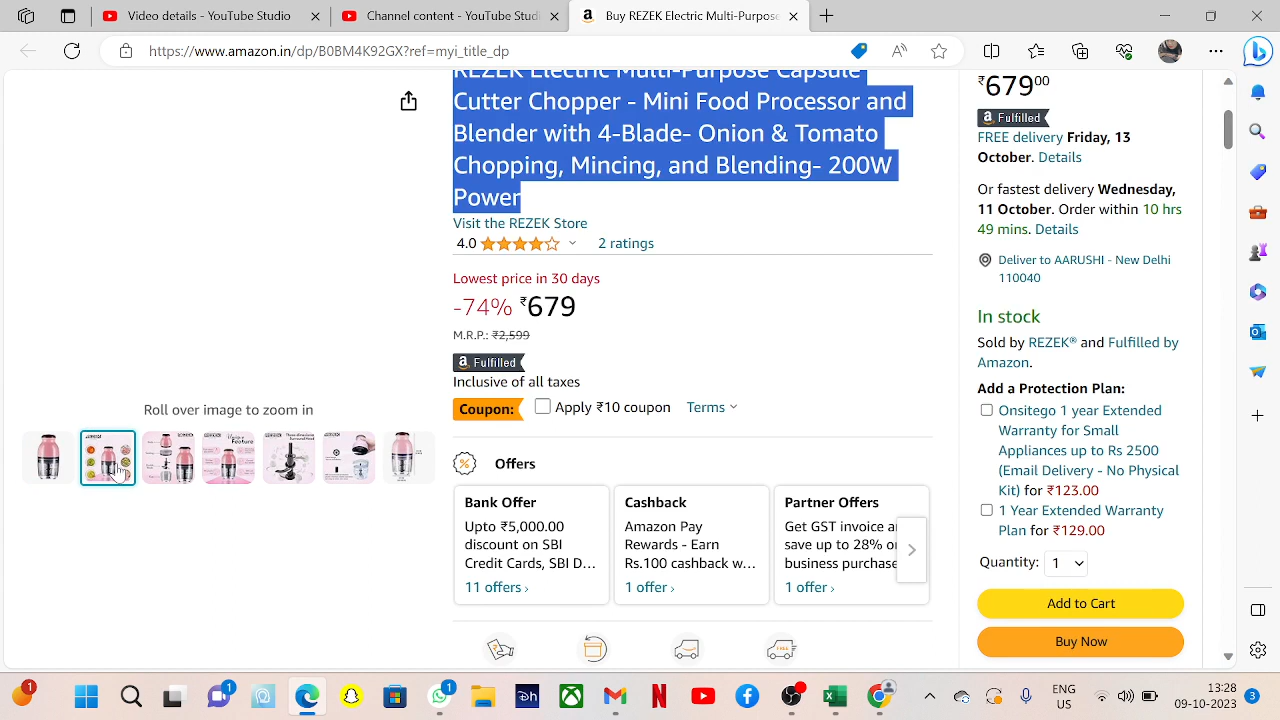 Video details - YouTube Studio
Channel content - YouTube Studi
Buy REZEK Electric Multi-Purpose
https://www.amazon.in/dp/B0BM4K92GX?ref=myi_title_dp
REZEK Electric Multi-Purpose Capsule
Cutter Chopper - Mini Food Processor and
Blender with 4-Blade- Onion & Tomato
Chopping, Mincing, and Blending- 200W
Power
Visit the REZEK Store
4.0
2 ratings
Lowest price in 30 days
-74% ₹679
M.R.P.: ₹2,599
Fulfilled
Inclusive of all taxes
Coupon:
Apply ₹10 coupon
Terms
Offers
Bank Offer
Upto ₹5,000.00
discount on SBI
Credit Cards, SBI D...
11 offers ›
Cashback
Amazon Pay
Rewards - Earn
Rs.100 cashback w...
1 offer ›
Partner Offers
Get GST invoice a
save up to 28% o
business purchase
1 offer ›
Roll over image to zoom in
₹67900
Fulfilled
FREE delivery Friday, 13
October. Details
Or fastest delivery Wednesday,
11 October. Order within 10 hrs
49 mins. Details
Deliver to AARUSHI - New Delhi
110040
In stock
Sold by REZEK® and Fulfilled by
Amazon.
Add a Protection Plan:
Onsitego 1 year Extended
Warranty for Small
Appliances up to Rs 2500
(Email Delivery - No Physical
Kit) for ₹123.00
1 Year Extended Warranty
Plan for ₹129.00
Quantity: 1
Add to Cart
Buy Now
1
1
1
ENG
US
13:28
09-10-2023
3